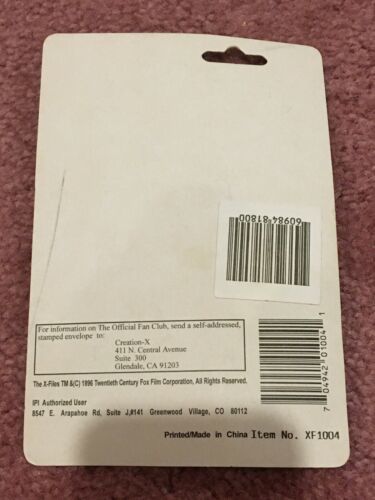 60984-81800
For information on The Official Fan Club, send a self-addressed,
stamped envelope to:
Creation-X
411 N. Central Avenue
Suite 300
Glendale, CA 91203
7 04942 01004 1
The X-Files TM &(C) 1996 Twentieth Century Fox Film Corporation, All Rights Reserved.
IPI Authorized User
8547 E. Arapahoe Rd, Suite J,#141 Greenwood Village, CO 80112
Printed/Made in China Item No. XF1004